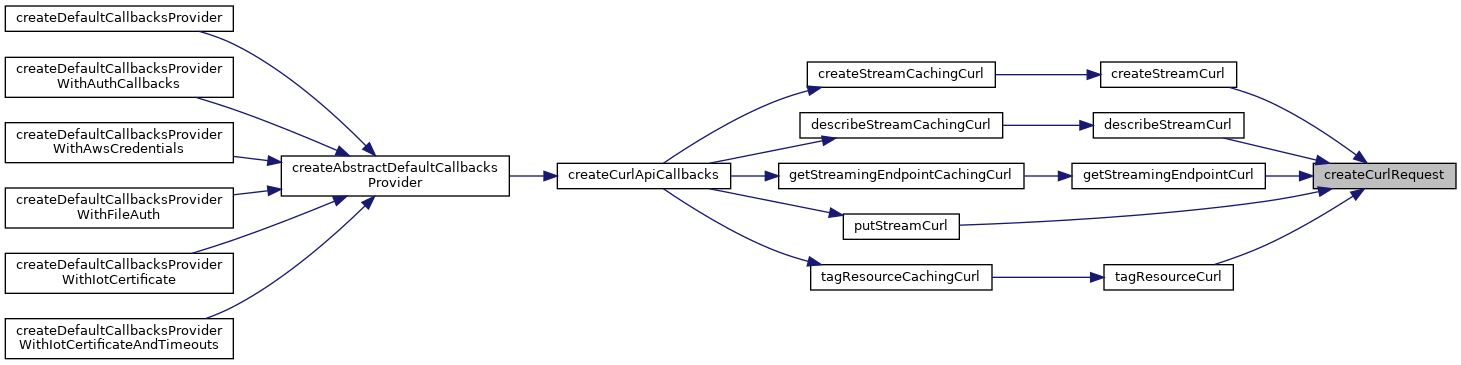 createDefaultCallbacksProvider
createDefaultCallbacksProvider
WithAuthCallbacks
createDefaultCallbacksProvider
WithAwsCredentials
createDefaultCallbacksProvider
WithFileAuth
createDefaultCallbacksProvider
WithIotCertificate
createDefaultCallbacksProvider
WithIotCertificateAndTimeouts
createAbstractDefaultCallbacks
Provider
createCurlApiCallbacks
createStreamCachingCurl
describeStreamCachingCurl
getStreamingEndpointCachingCurl
putStreamCurl
tagResourceCachingCurl
createStreamCurl
describeStreamCurl
getStreamingEndpointCurl
tagResourceCurl
createCurlRequest